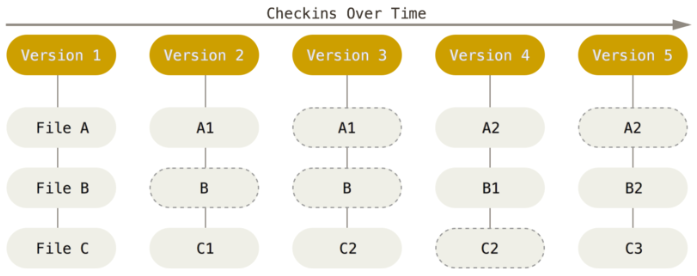 Checkins Over Time
Version 1 Version 2 Version 3 Version 4 Version 5
File A A1 A1 A2 A2
File B B B B1 B2
File C C1 C2 C2 C3